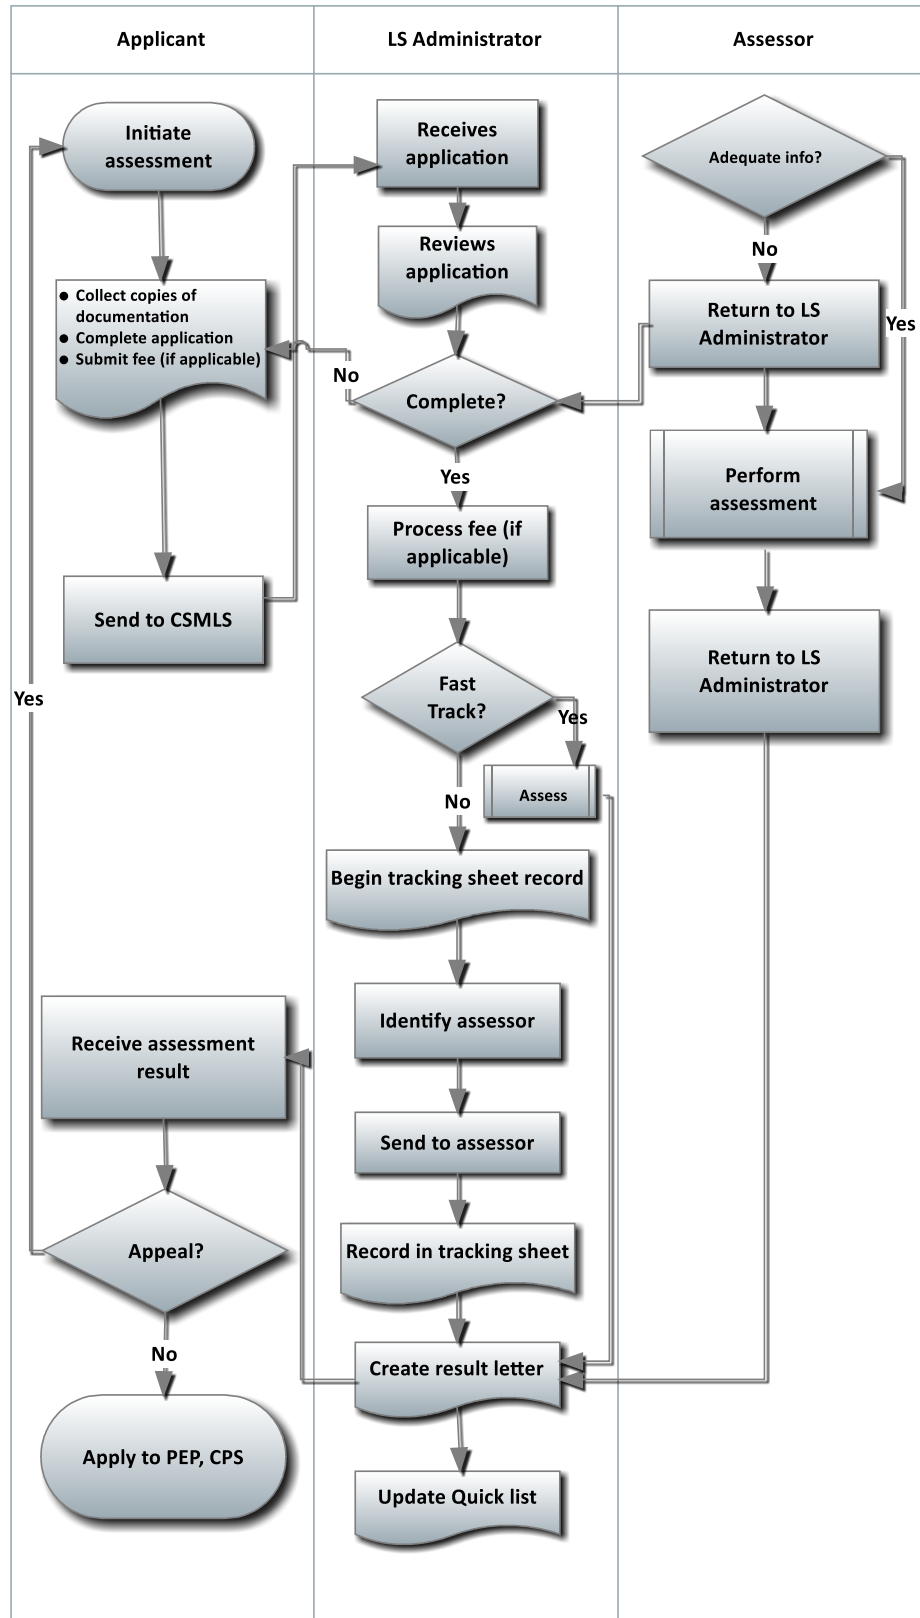 Applicant
LS Administrator
Assessor
Initiate
assessment
● Collect copies of
documentation
● Complete application
● Submit fee (if applicable)
Send to CSMLS
Yes
Receive assessment
result
Appeal?
No
Apply to PEP, CPS
Receives
application
Reviews
application
No
Complete?
Yes
Process fee (if
applicable)
Fast
Track?
Yes
Assess
No
Begin tracking sheet record
Identify assessor
Send to assessor
Record in tracking sheet
Create result letter
Update Quick list
Adequate info?
No
Yes
Return to LS
Administrator
Perform
assessment
Return to LS
Administrator